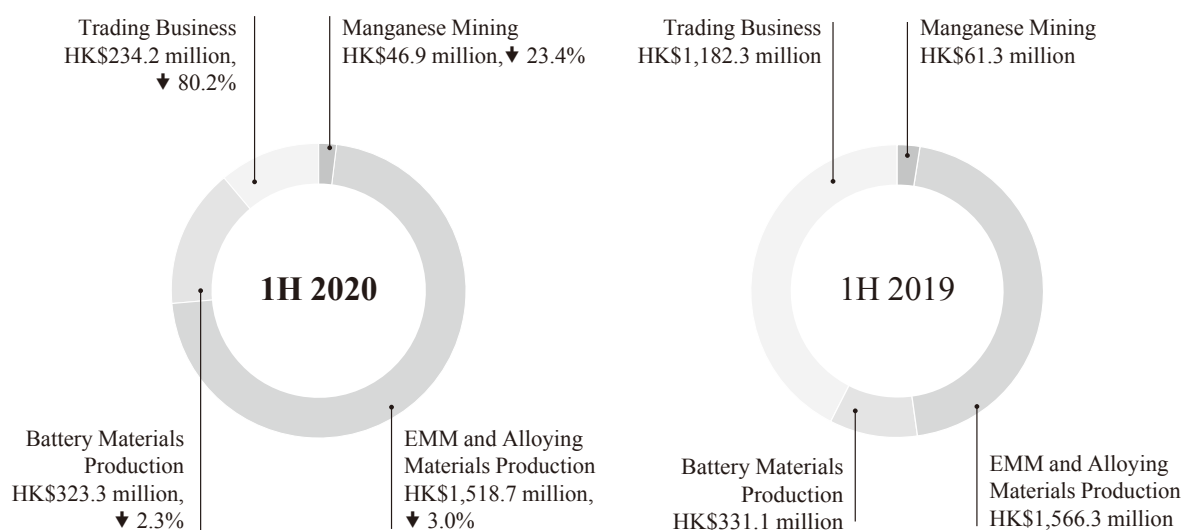 Trading Business
HK$234.2 million,
↓ 80.2%
Manganese Mining
HK$46.9 million, ↓ 23.4%
1H 2020
Battery Materials
Production
HK$323.3 million,
↓ 2.3%
EMM and Alloying
Materials Production
HK$1,518.7 million,
↓ 3.0%
Trading Business
HK$1,182.3 million
Manganese Mining
HK$61.3 million
1H 2019
Battery Materials
Production
HK$331.1 million
EMM and Alloying
Materials Production
HK$1,566.3 million